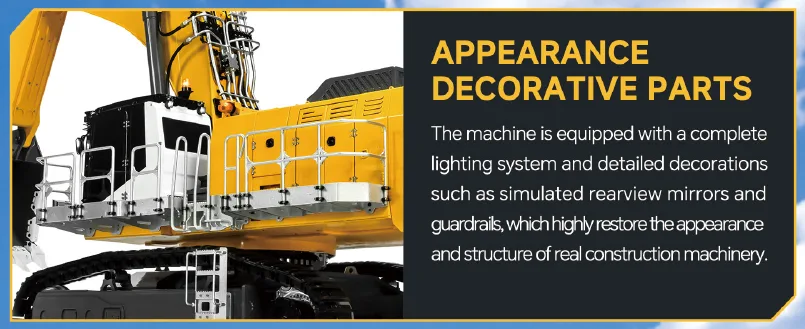 APPEARANCE
DECORATIVE PARTS
The machine is equipped with a complete
lighting system and detailed decorations
such as simulated rearview mirrors and
guardrails, which highly restore the appearance
and structure of real construction machinery.